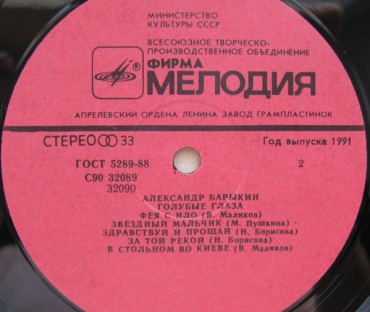 МИНИСТЕРСТВО
КУЛЬТУРЫ СССР
ВСЕСОЮЗНОЕ ТВОРЧЕСКО-
ПРОИЗВОДСТВЕННОЕ ОБЪЕДИНЕНИЕ
ФИРМА
МЕЛОДИЯ
АПРЕЛЕВСКИЙ ОРДЕНА ЛЕНИНА ЗАВОД ГРАМПЛАСТИНОК
СТЕРЕО 33
Год выпуска 1991
ГОСТ 5289-88
2
С90 32089
32090
АЛЕКСАНДР БАРЫКИН
ГОЛУБЫЕ ГЛАЗА
ФЕЯ С НЛО (В. Маликов)
ЗВЕЗДНЫЙ МАЛЬЧИК (М. Пушкина)
ЗДРАВСТВУЙ И ПРОЩАЙ (Н. Борисова)
ЗА ТОЙ РЕКОЙ (Н. Борисова)
В СТОЛЬНОМ ВО КИЕВЕ (В. Маликов)